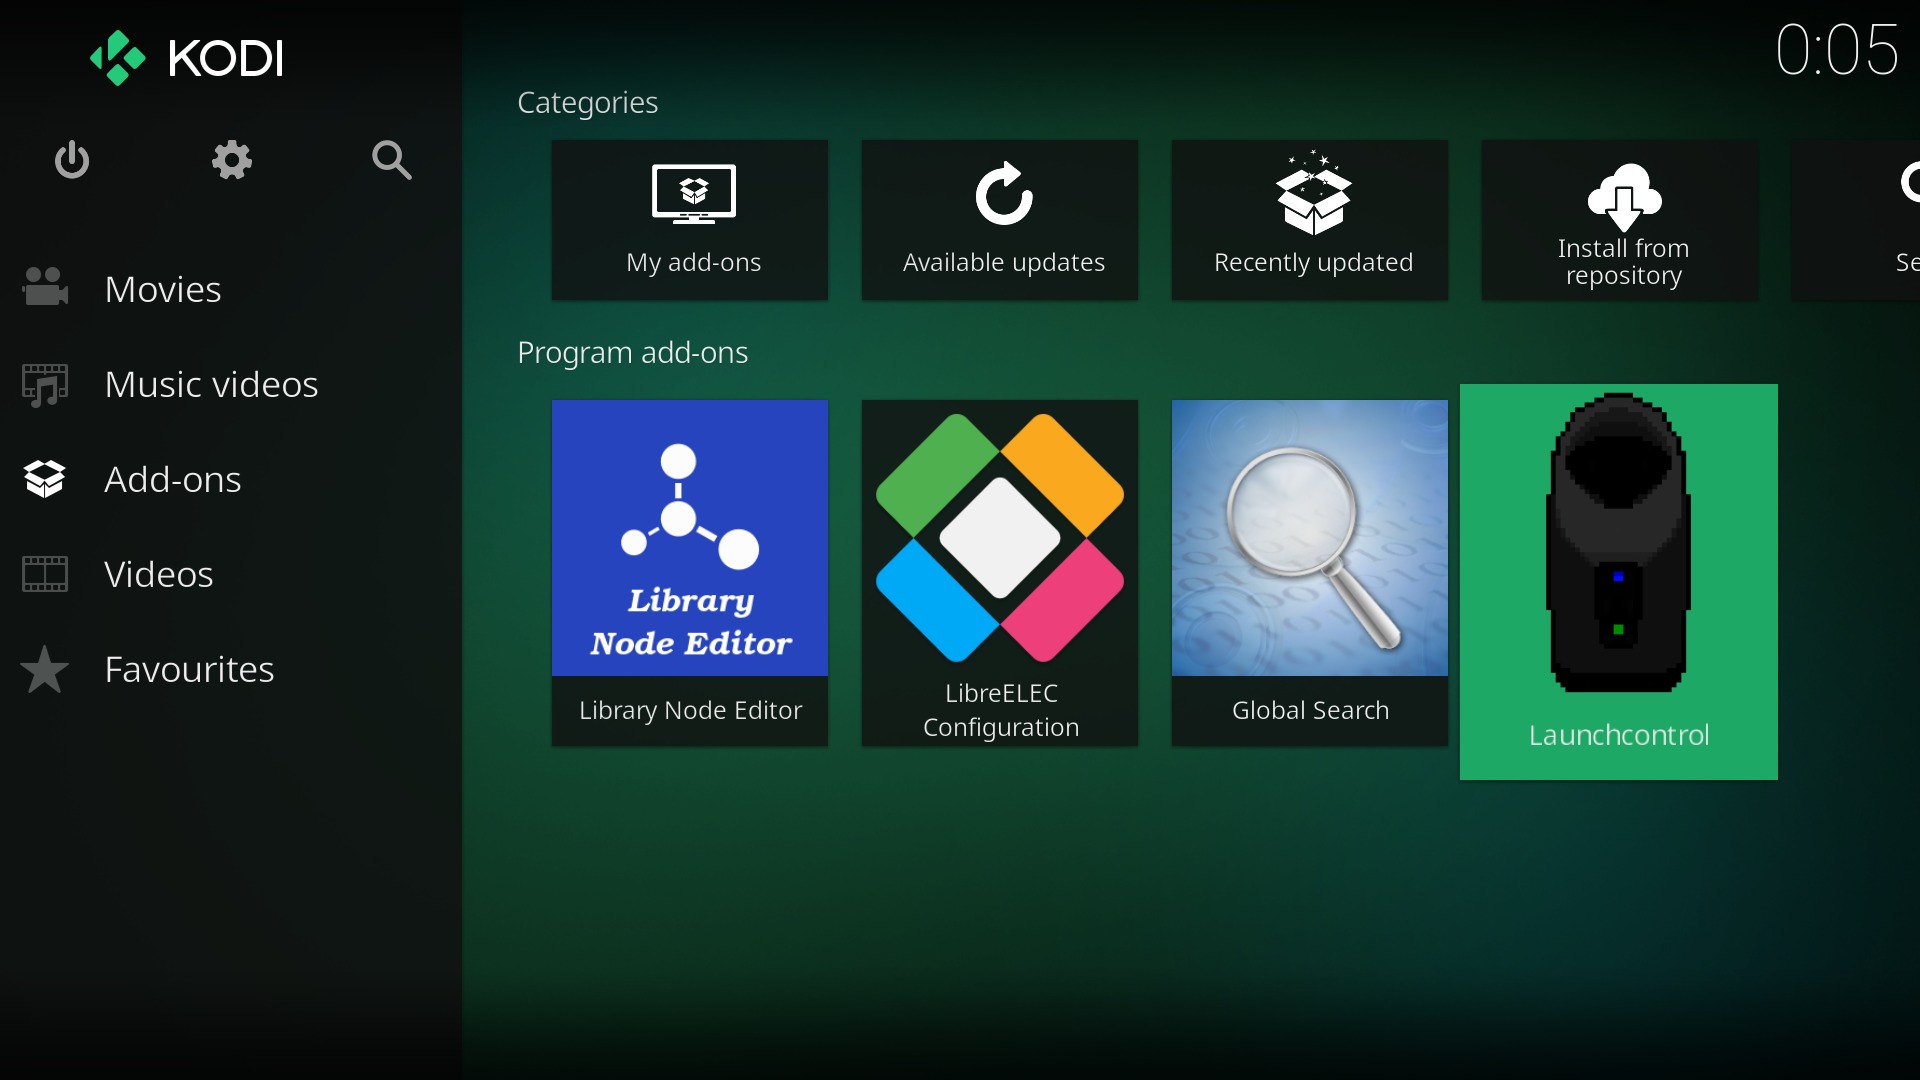 KODI
0:05
Categories
My add-ons
Available updates
Recently updated
Install from
repository
Movies
Music videos
Add-ons
Videos
Favourites
Program add-ons
Library
Node Editor
Library Node Editor
LibreELEC
Configuration
Global Search
Launchcontrol